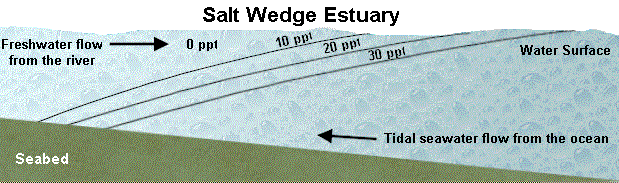 Salt Wedge Estuary
Freshwater flow
from the river
0 ppt
10 ppt
20 ppt
30 ppt
Water Surface
Tidal seawater flow from the ocean
Seabed